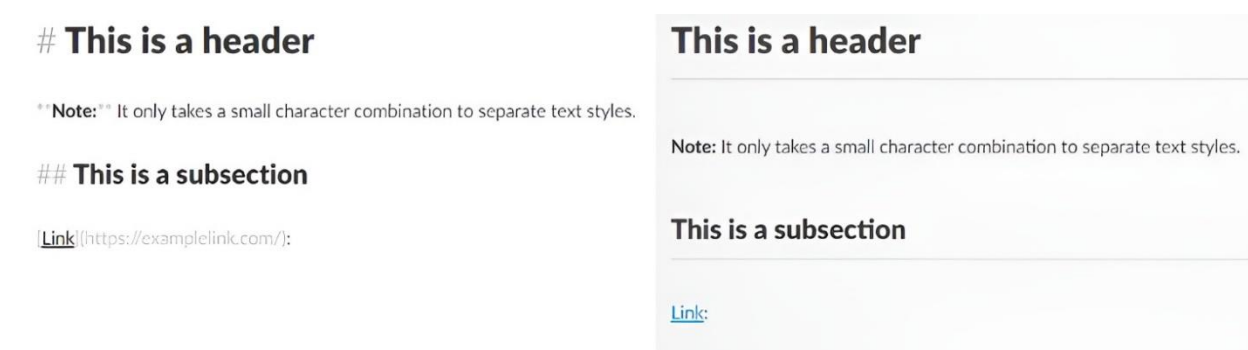 # This is a header
**Note:** It only takes a small character combination to separate text styles.
## This is a subsection
[Link](https://examplelink.com/):
This is a header
Note: It only takes a small character combination to separate text styles.
This is a subsection
Link: